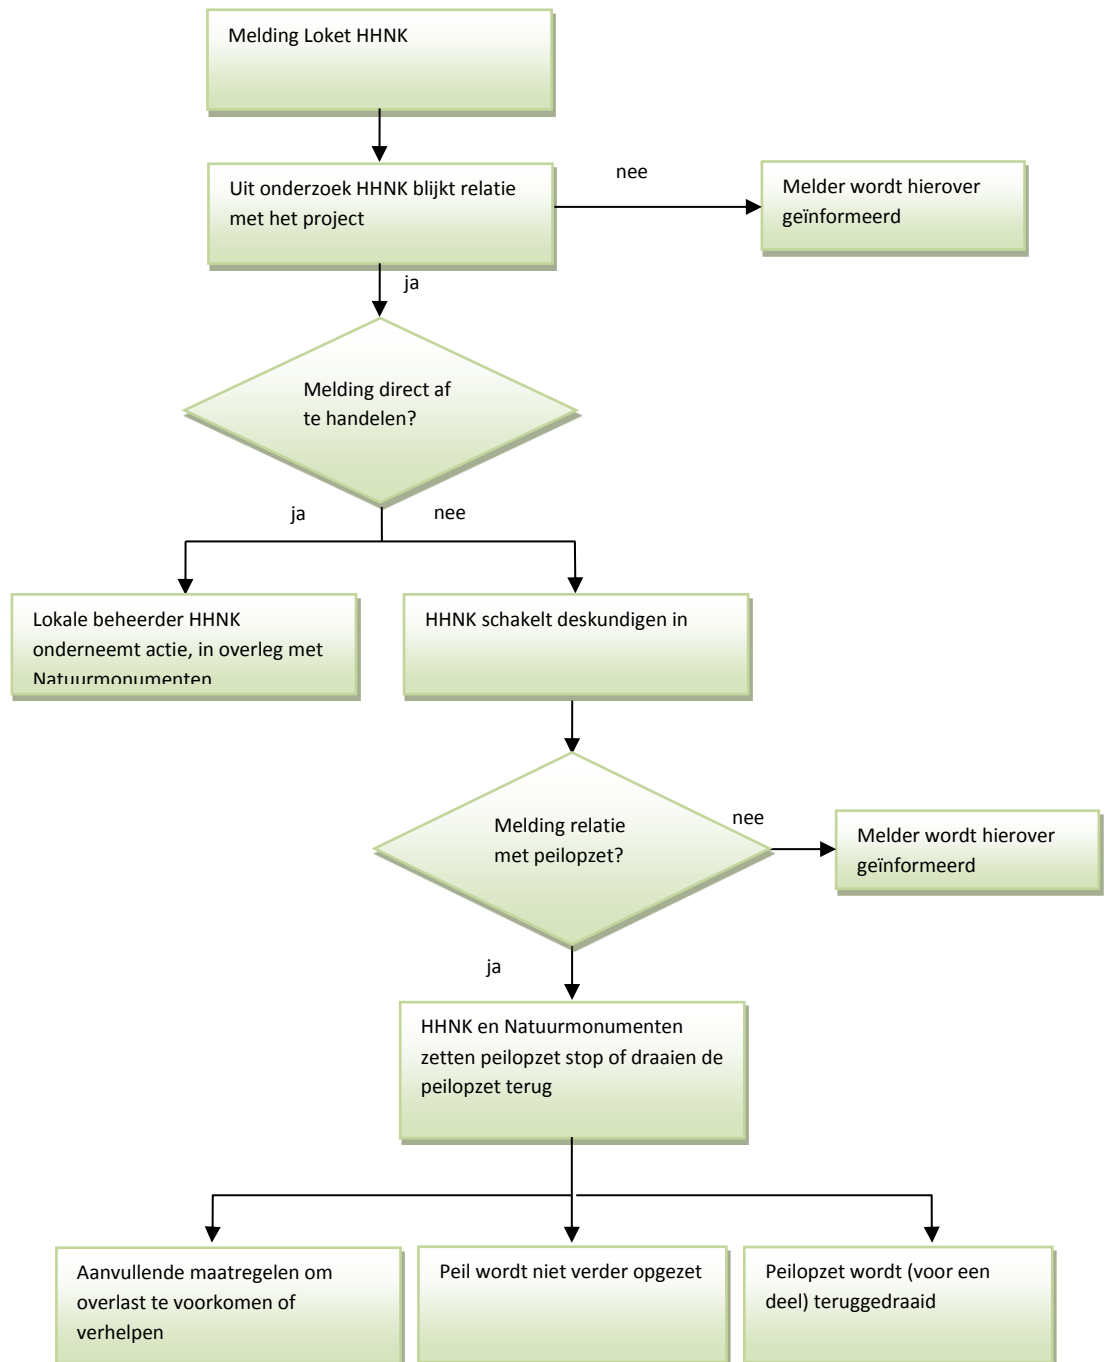 Melding Loket HHNK
Uit onderzoek HHNK blijkt relatie
met het project
nee
Melder wordt hierover
geïnformeerd
ja
Melding direct af
te handelen?
ja
nee
Lokale beheerder HHNK
onderneemt actie, in overleg met
Natuurmonumenten
HHNK schakelt deskundigen in
Melding relatie
met peilopzet?
nee
Melder wordt hierover
geïnformeerd
ja
HHNK en Natuurmonumenten
zetten peilopzet stop of draaien de
peilopzet terug
Aanvullende maatregelen om
overlast te voorkomen of
verhelpen
Peil wordt niet verder opgezet
Peilopzet wordt (voor een
deel) teruggedraaid